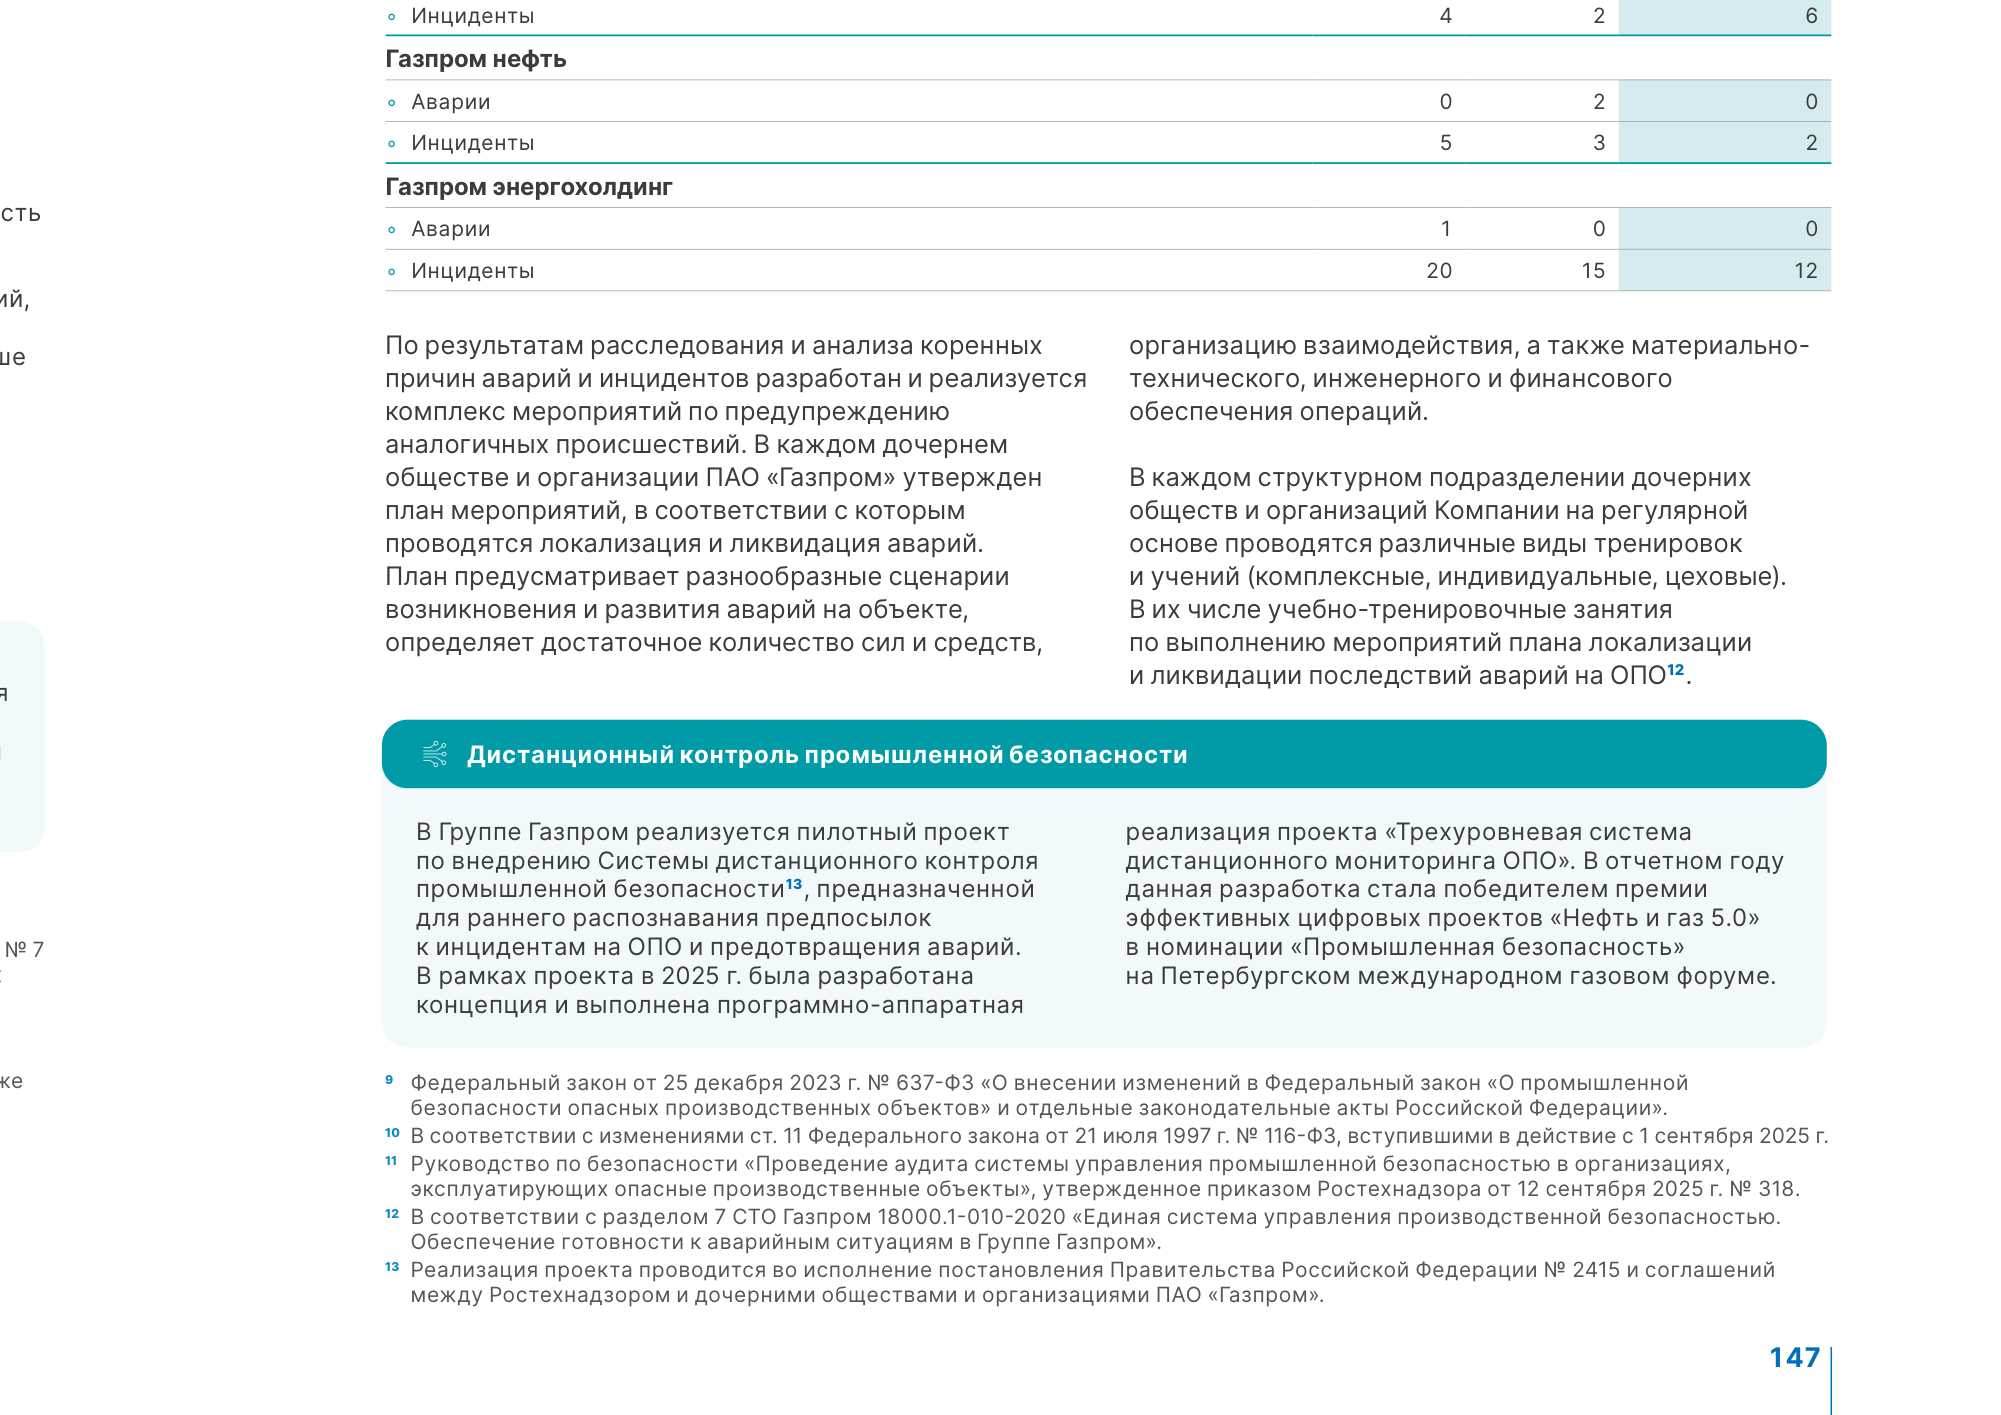 Инциденты 4 2 6
Газпром нефть
Аварии 0 2 0
Инциденты 5 3 2
Газпром энергохолдинг
Аварии 1 0 0
Инциденты 20 15 12
По результатам расследования и анализа коренных
причин аварий и инцидентов разработан и реализуется
комплекс мероприятий по предупреждению
аналогичных происшествий. В каждом дочернем
обществе и организации ПАО «Газпром» утвержден
план мероприятий, в соответствии с которым
проводятся локализация и ликвидация аварий.
План предусматривает разнообразные сценарии
возникновения и развития аварий на объекте,
определяет достаточное количество сил и средств,
организацию взаимодействия, а также материально-
технического, инженерного и финансового
обеспечения операций.
В каждом структурном подразделении дочерних
обществ и организаций Компании на регулярной
основе проводятся различные виды тренировок
и учений (комплексные, индивидуальные, цеховые).
В их числе учебно-тренировочные занятия
по выполнению мероприятий плана локализации
и ликвидации последствий аварий на ОПО¹².
Дистанционный контроль промышленной безопасности
В Группе Газпром реализуется пилотный проект
по внедрению Системы дистанционного контроля
промышленной безопасности¹³, предназначенной
для раннего распознавания предпосылок
к инцидентам на ОПО и предотвращения аварий.
В рамках проекта в 2025 г. была разработана
концепция и выполнена программно-аппаратная
реализация проекта «Трехуровневая система
дистанционного мониторинга ОПО». В отчетном году
данная разработка стала победителем премии
эффективных цифровых проектов «Нефть и газ 5.0»
в номинации «Промышленная безопасность»
на Петербургском международном газовом форуме.
⁹ Федеральный закон от 25 декабря 2023 г. № 637-ФЗ «О внесении изменений в Федеральный закон «О промышленной
безопасности опасных производственных объектов» и отдельные законодательные акты Российской Федерации».
¹⁰ В соответствии с изменениями ст. 11 Федерального закона от 21 июля 1997 г. № 116-ФЗ, вступившими в действие с 1 сентября 2025 г.
¹¹ Руководство по безопасности «Проведение аудита системы управления промышленной безопасностью в организациях,
эксплуатирующих опасные производственные объекты», утвержденное приказом Ростехнадзора от 12 сентября 2025 г. № 318.
¹² В соответствии с разделом 7 СТО Газпром 18000.1-010-2020 «Единая система управления производственной безопасностью.
Обеспечение готовности к аварийным ситуациям в Группе Газпром».
¹³ Реализация проекта проводится во исполнение постановления Правительства Российской Федерации № 2415 и соглашений
между Ростехнадзором и дочерними обществами и организациями ПАО «Газпром».
№ 7
147